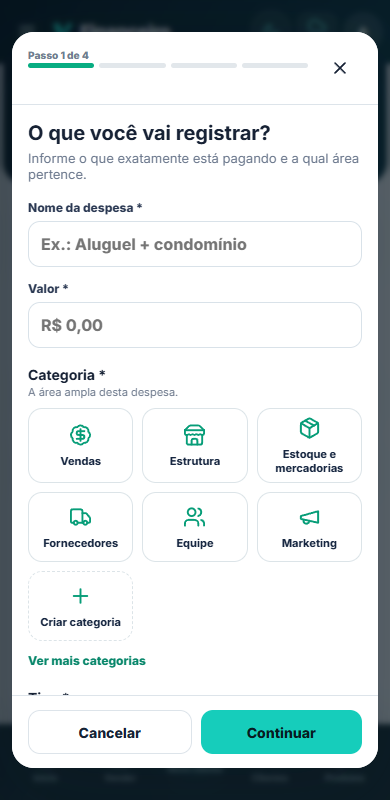 Passo 1 de 4
O que você vai registrar?
Informe o que exatamente está pagando e a qual área
pertence.
Nome da despesa *
Ex.: Aluguel + condomínio
Valor *
R$ 0,00
Categoria *
A área ampla desta despesa.
Vendas
Estrutura
Estoque e
mercadorias
Fornecedores
Equipe
Marketing
Criar categoria
Ver mais categorias
Cancelar
Continuar